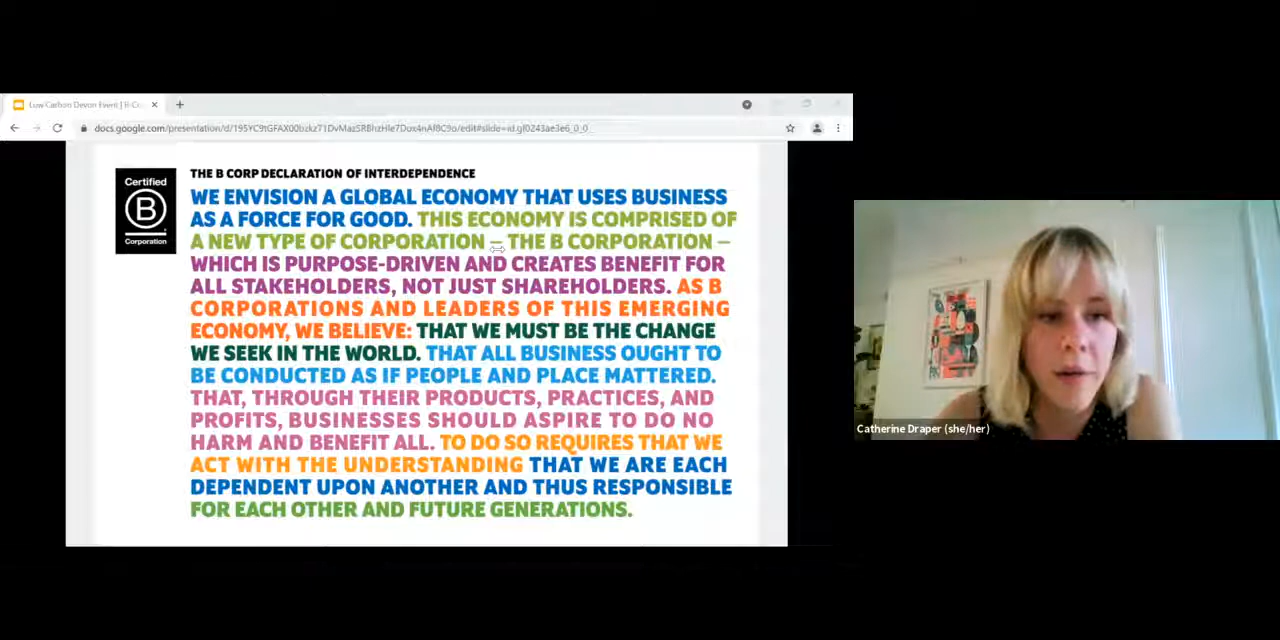 Low Carbon Devon Event | B-Co
docs.google.com/presentation/d/195YC9tGFAX00bzkz71DvMazSRBhzHle7Dox4nAf8C9o/edit#slide=id.gf0243ae3e6_0_0
Certified
B
Corporation
THE B CORP DECLARATION OF INTERDEPENDENCE
WE ENVISION A GLOBAL ECONOMY THAT USES BUSINESS
AS A FORCE FOR GOOD. THIS ECONOMY IS COMPRISED OF
A NEW TYPE OF CORPORATION – THE B CORPORATION –
WHICH IS PURPOSE-DRIVEN AND CREATES BENEFIT FOR
ALL STAKEHOLDERS, NOT JUST SHAREHOLDERS. AS B
CORPORATIONS AND LEADERS OF THIS EMERGING
ECONOMY, WE BELIEVE: THAT WE MUST BE THE CHANGE
WE SEEK IN THE WORLD. THAT ALL BUSINESS OUGHT TO
BE CONDUCTED AS IF PEOPLE AND PLACE MATTERED.
THAT, THROUGH THEIR PRODUCTS, PRACTICES, AND
PROFITS, BUSINESSES SHOULD ASPIRE TO DO NO
HARM AND BENEFIT ALL. TO DO SO REQUIRES THAT WE
ACT WITH THE UNDERSTANDING THAT WE ARE EACH
DEPENDENT UPON ANOTHER AND THUS RESPONSIBLE
FOR EACH OTHER AND FUTURE GENERATIONS.
Catherine Draper (she/her)